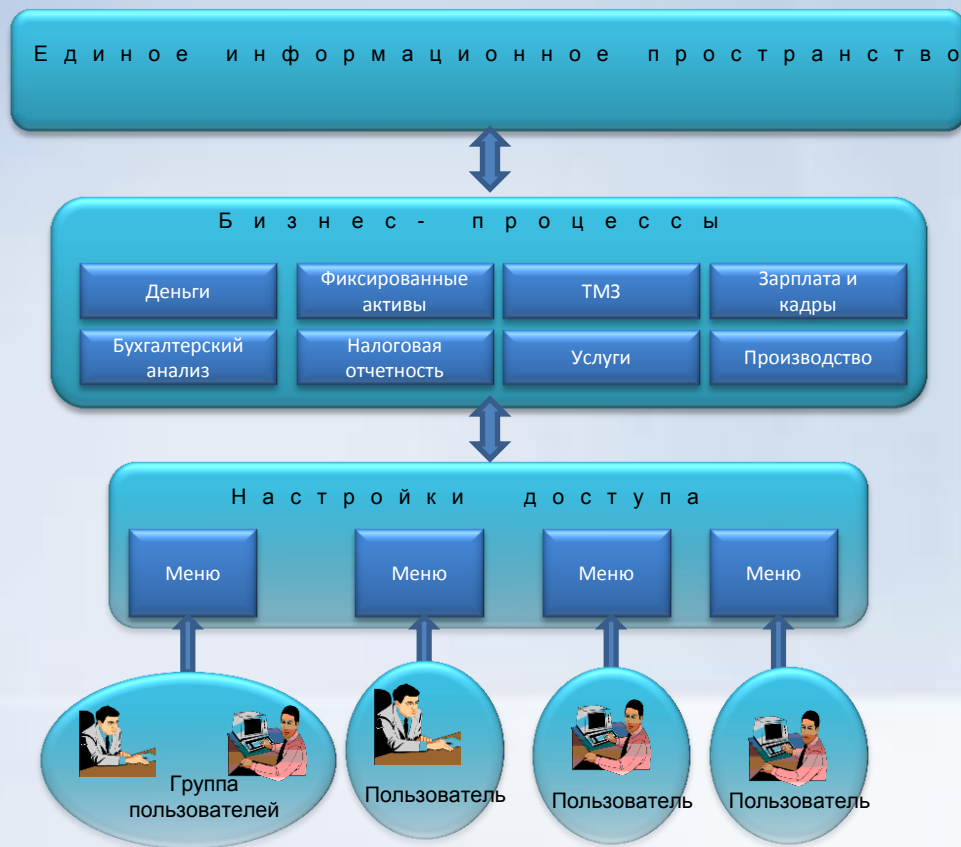 Единое информационное пространство
Бизнес- процессы
Деньги
Фиксированные
активы
ТМЗ
Зарплата и
кадры
Бухгалтерский
анализ
Налоговая
отчетность
Услуги
Производство
Настройки доступа
Меню
Меню
Меню
Меню
Группа
пользователей
Пользователь
Пользователь
Пользователь